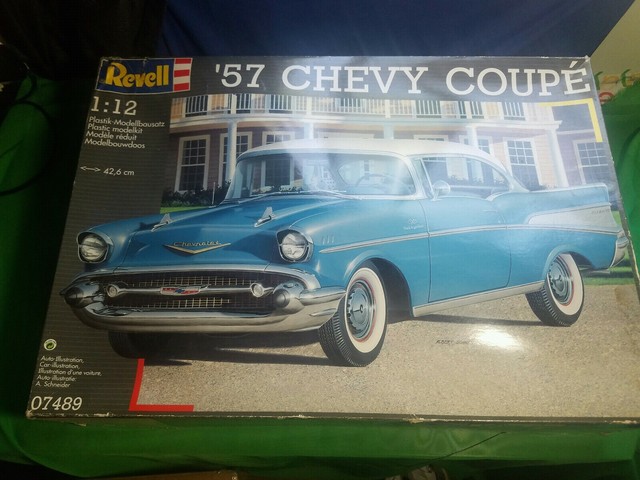 Revell
'57 CHEVY COUPÉ
1:12
Plastik-Modellbausatz
Plastic modelkit
Modèle réduit
Modelbouwdoos
42,6 cm
CHEVROLET
Auto-Illustration,
Car-illustration,
Illustration d'une voiture,
Auto-illustratie:
A. Schneider
07489